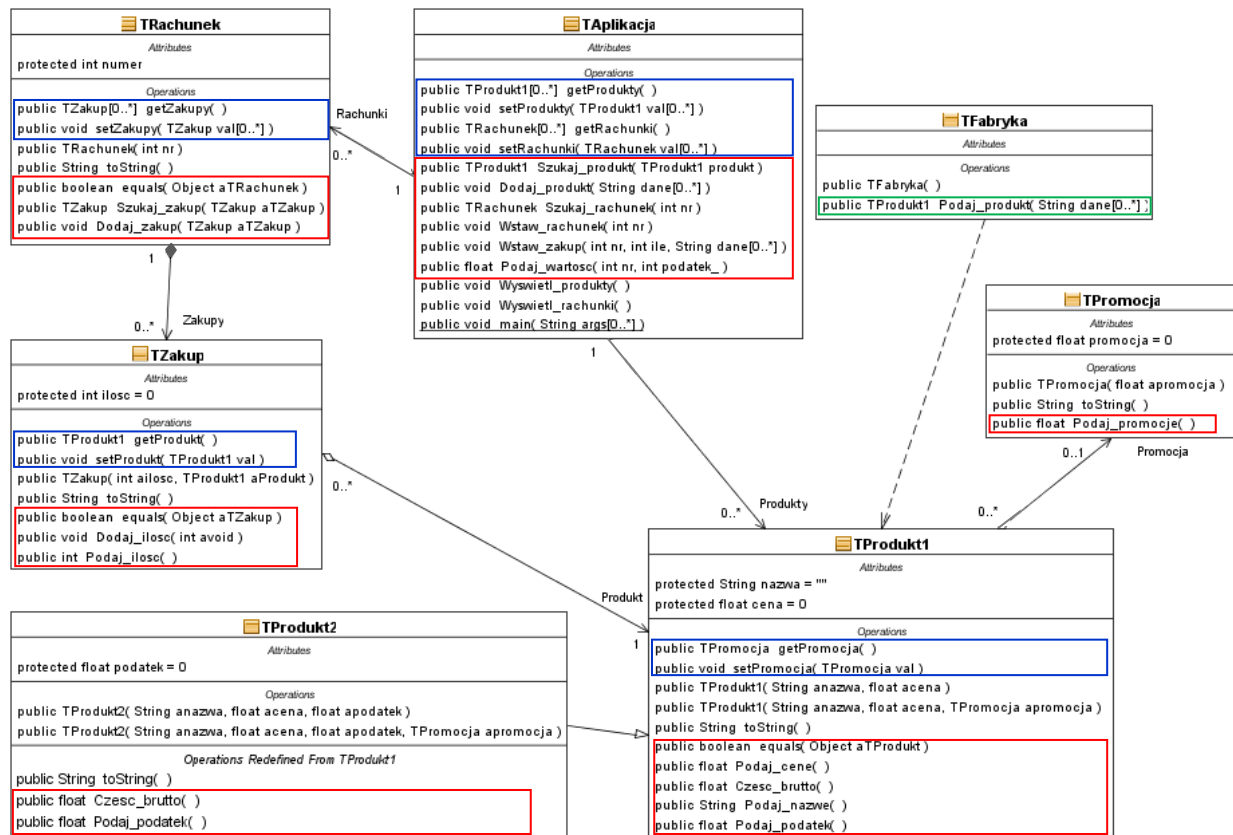 TRachunek
Attributes
protected int numer
Operations
public TZakup[0..*] getZakupy( )
public void setZakupy( TZakup val[0..*] )
public TRachunek( int nr )
public String toString( )
public boolean equals( Object aTRachunek )
public TZakup Szukaj_zakup( TZakup aTZakup )
public void Dodaj_zakup( TZakup aTZakup )
Rachunki
0..*
1
TAplikacja
Attributes
Operations
public TProdukt1[0..*] getProdukty( )
public void setProdukty( TProdukt1 val[0..*] )
public TRachunek[0..*] getRachunki( )
public void setRachunki( TRachunek val[0..*] )
public TProdukt1 Szukaj_produkt( TProdukt1 produkt )
public void Dodaj_produkt( String dane[0..*] )
public TRachunek Szukaj_rachunek( int nr )
public void Wstaw_rachunek( int nr )
public void Wstaw_zakup( int nr, int ile, String dane[0..*] )
public float Podaj_wartosc( int nr, int podatek_ )
public void Wyswietl_produkty( )
public void Wyswietl_rachunki( )
public void main( String args[0..*] )
TFabryka
Attributes
Operations
public TFabryka( )
public TProdukt1 Podaj_produkt( String dane[0..*] )
TPromocja
Attributes
protected float promocja = 0
Operations
public TPromocja( float apromocja )
public String toString( )
public float Podaj_promocje( )
0..1
Promocja
0..*
1
0..*
Zakupy
TZakup
Attributes
protected int ilosc = 0
Operations
public TProdukt1 getProdukt( )
public void setProdukt( TProdukt1 val )
public TZakup( int ailosc, TProdukt1 aProdukt )
public String toString( )
public boolean equals( Object aTZakup )
public void Dodaj_ilosc( int avoid )
public int Podaj_ilosc( )
0..*
1
0..*
Produkty
Produkt
1
TProdukt1
Attributes
protected String nazwa = ""
protected float cena = 0
Operations
public TPromocja getPromocja( )
public void setPromocja( TPromocja val )
public TProdukt1( String anazwa, float acena )
public TProdukt1( String anazwa, float acena, TPromocja apromocja )
public String toString( )
public boolean equals( Object aTProdukt )
public float Podaj_cene( )
public float Czesc_brutto( )
public String Podaj_nazwe( )
public float Podaj_podatek( )
TProdukt2
Attributes
protected float podatek = 0
Operations
public TProdukt2( String anazwa, float acena, float apodatek )
public TProdukt2( String anazwa, float acena, float apodatek, TPromocja apromocja )
Operations Redefined From TProdukt1
public String toString( )
public float Czesc_brutto( )
public float Podaj_podatek( )